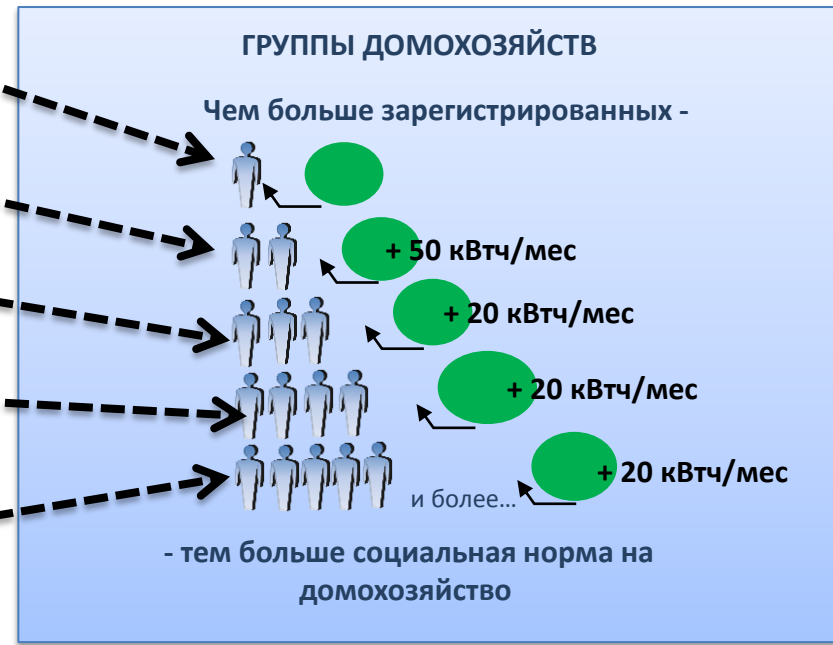 ГРУППЫ ДОМОХОЗЯЙСТВ
Чем больше зарегистрированных -
+ 50 кВтч/мес
+ 20 кВтч/мес
+ 20 кВтч/мес
+ 20 кВтч/мес
и более...
- тем больше социальная норма на
домохозяйство